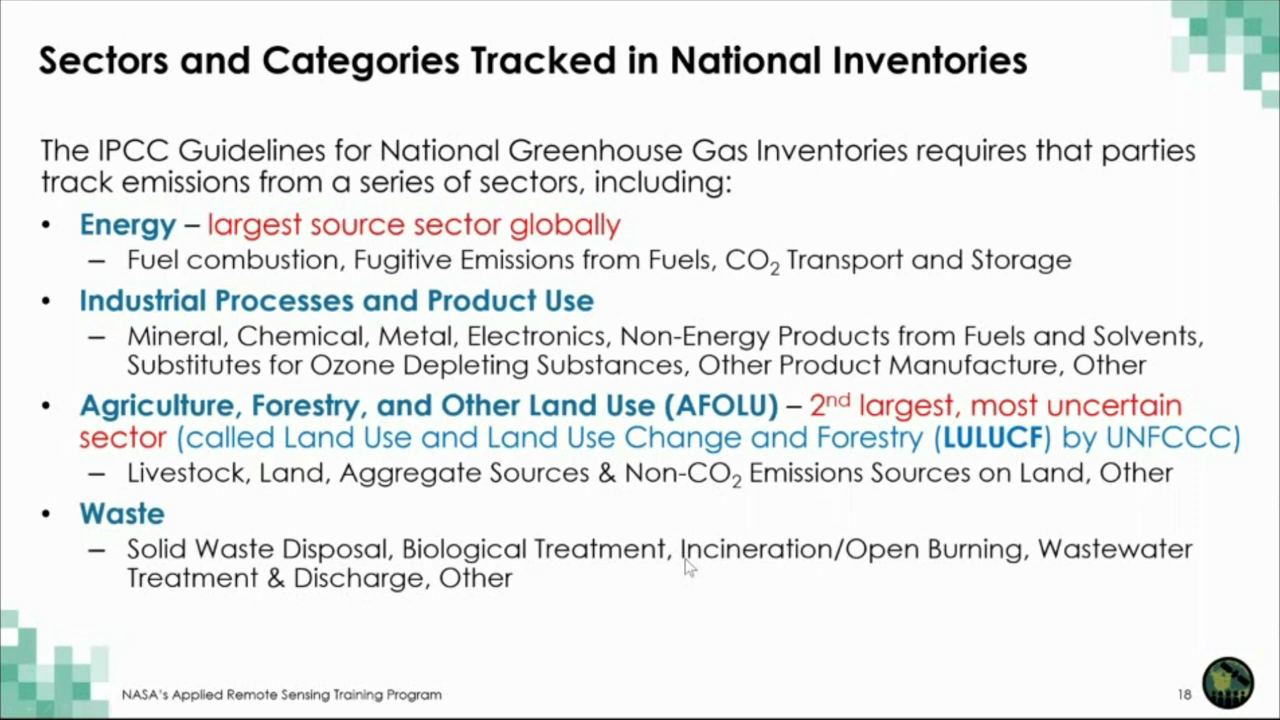 Sectors and Categories Tracked in National Inventories
The IPCC Guidelines for National Greenhouse Gas Inventories requires that parties
track emissions from a series of sectors, including:
• Energy – largest source sector globally
– Fuel combustion, Fugitive Emissions from Fuels, CO₂ Transport and Storage
• Industrial Processes and Product Use
– Mineral, Chemical, Metal, Electronics, Non-Energy Products from Fuels and Solvents,
Substitutes for Ozone Depleting Substances, Other Product Manufacture, Other
• Agriculture, Forestry, and Other Land Use (AFOLU) – 2nd largest, most uncertain
sector (called Land Use and Land Use Change and Forestry (LULUCF) by UNFCCC)
– Livestock, Land, Aggregate Sources & Non-CO₂ Emissions Sources on Land, Other
• Waste
– Solid Waste Disposal, Biological Treatment, Incineration/Open Burning, Wastewater
Treatment & Discharge, Other
NASA's Applied Remote Sensing Training Program
18